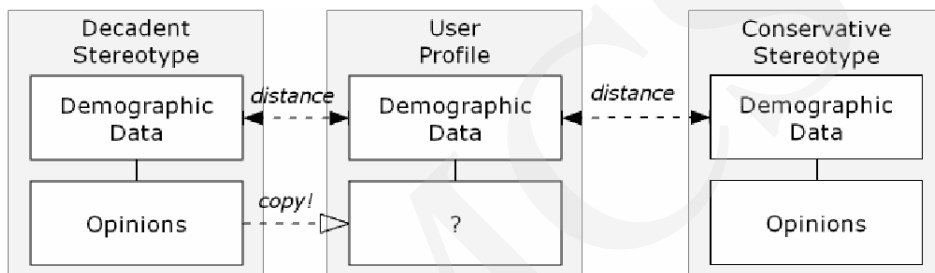 Decadent
Stereotype
Demographic
Data
Opinions
distance
copy!
User
Profile
Demographic
Data
?
distance
Conservative
Stereotype
Demographic
Data
Opinions